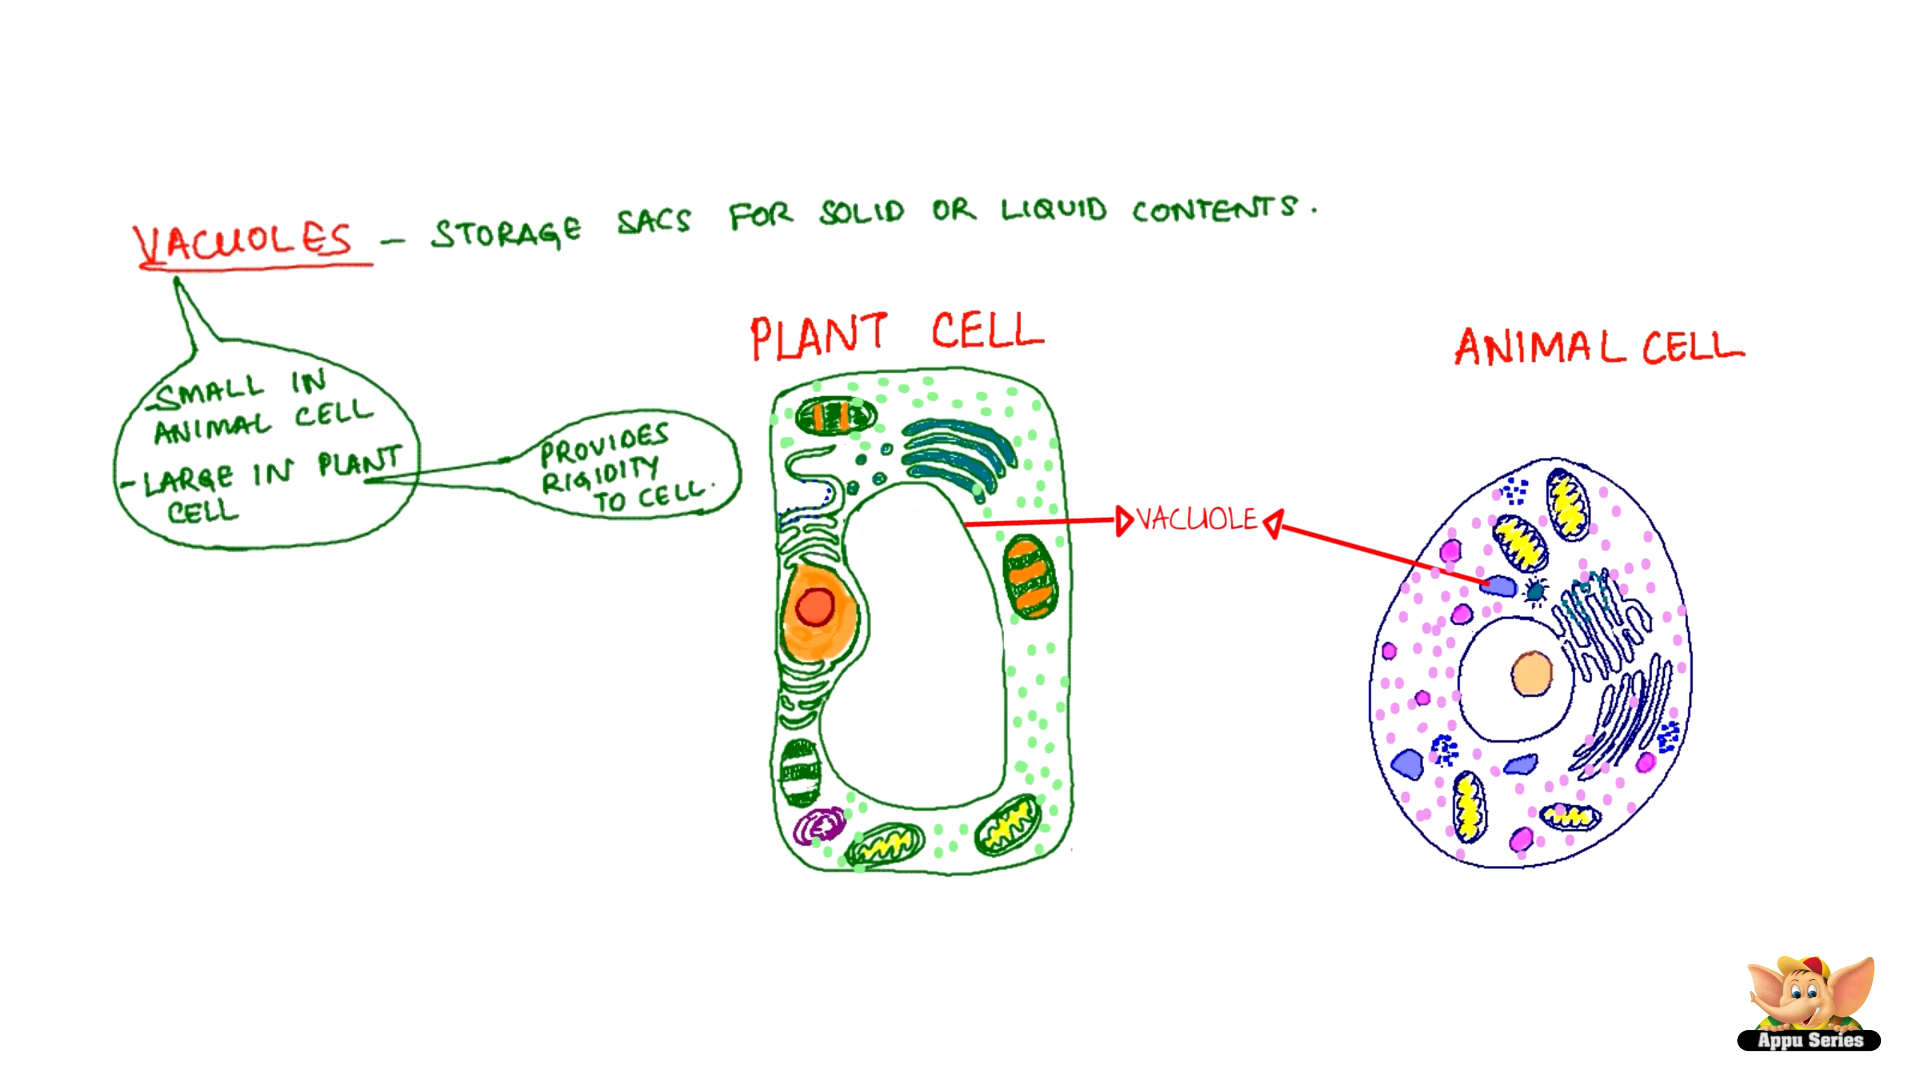 VACUOLES – STORAGE SACS FOR SOLID OR LIQUID CONTENTS.
-SMALL IN
ANIMAL CELL
-LARGE IN PLANT
CELL
PROVIDES
RIGIDITY
TO CELL.
PLANT CELL
ANIMAL CELL
VACUOLE
Appu Series